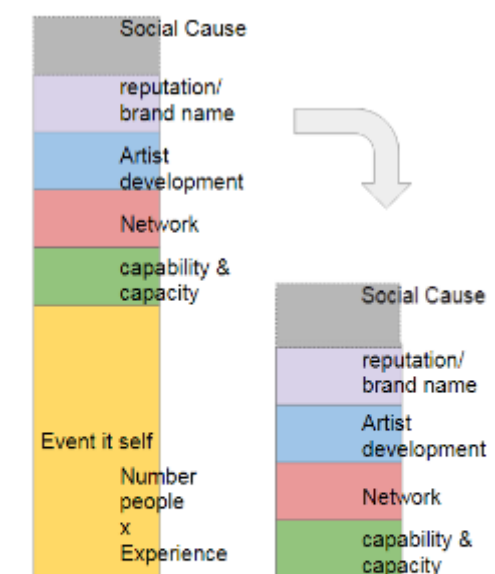 Social Cause
reputation/
brand name
Artist
development
Network
capability &
capacity
Event it self
Number
people
x
Experience
Social Cause
reputation/
brand name
Artist
development
Network
capability &
capacity